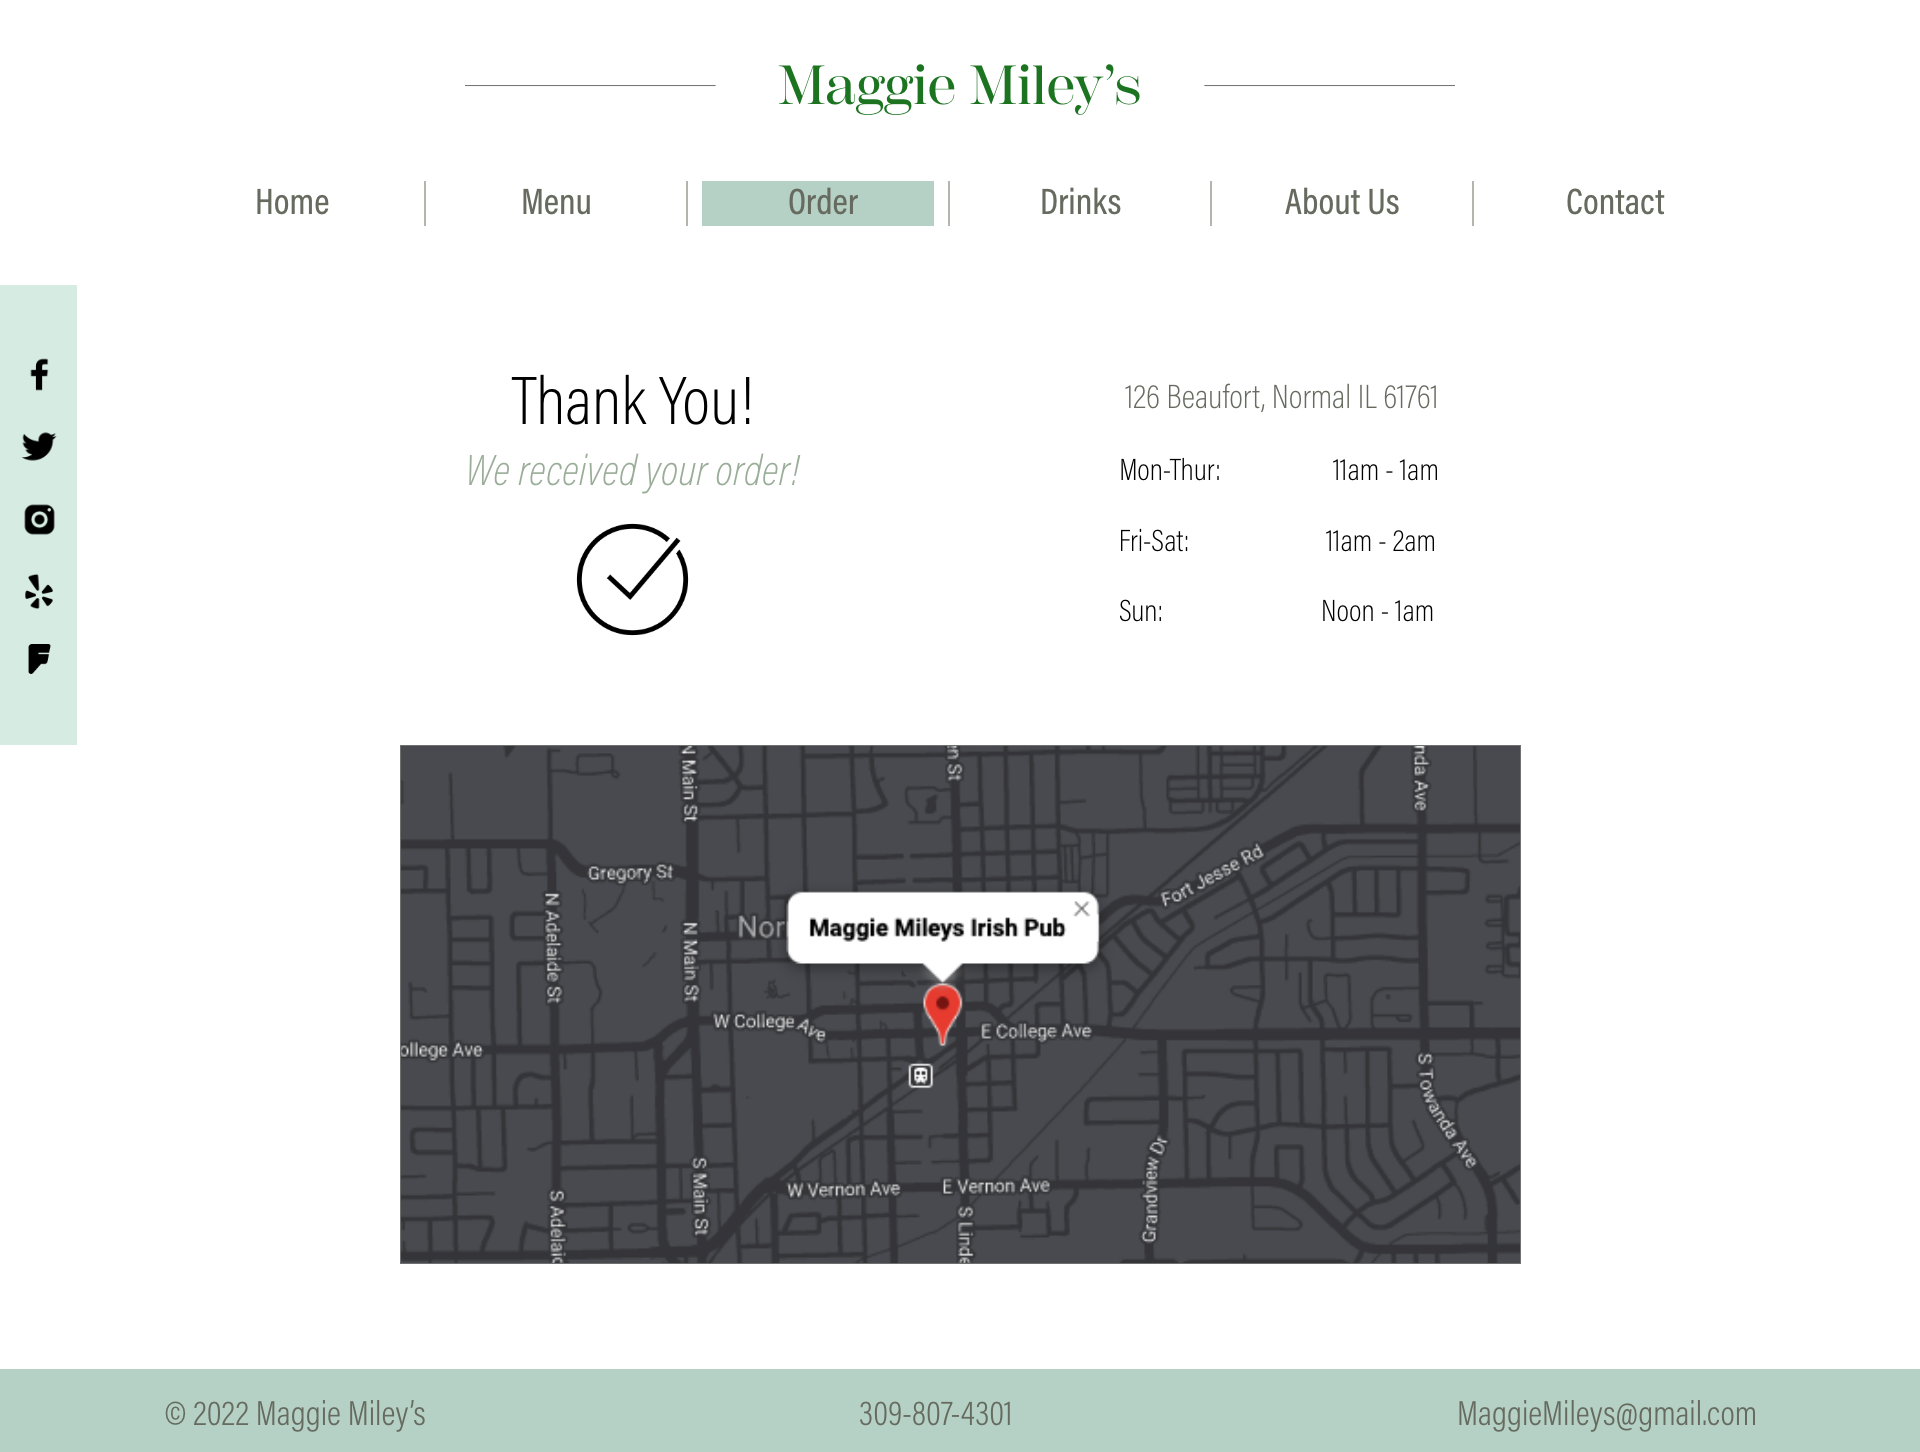 Maggie Miley’s
Home Menu Order Drinks About Us Contact
Thank You!
We received your order!
126 Beaufort, Normal IL 61761
Mon-Thur: 11am - 1am
Fri-Sat: 11am - 2am
Sun: Noon - 1am
N Main St
n St
nda Ave
Gregory St
Fort Jesse Rd
N Adelaide St
N Main St
Nor
Maggie Mileys Irish Pub
W College Ave
E College Ave
ollege Ave
S Towanda Ave
Grandview Dr
S Main St
W Vernon Ave
E Vernon Ave
S Adelaid
S Linde
© 2022 Maggie Miley’s
309-807-4301
MaggieMileys@gmail.com